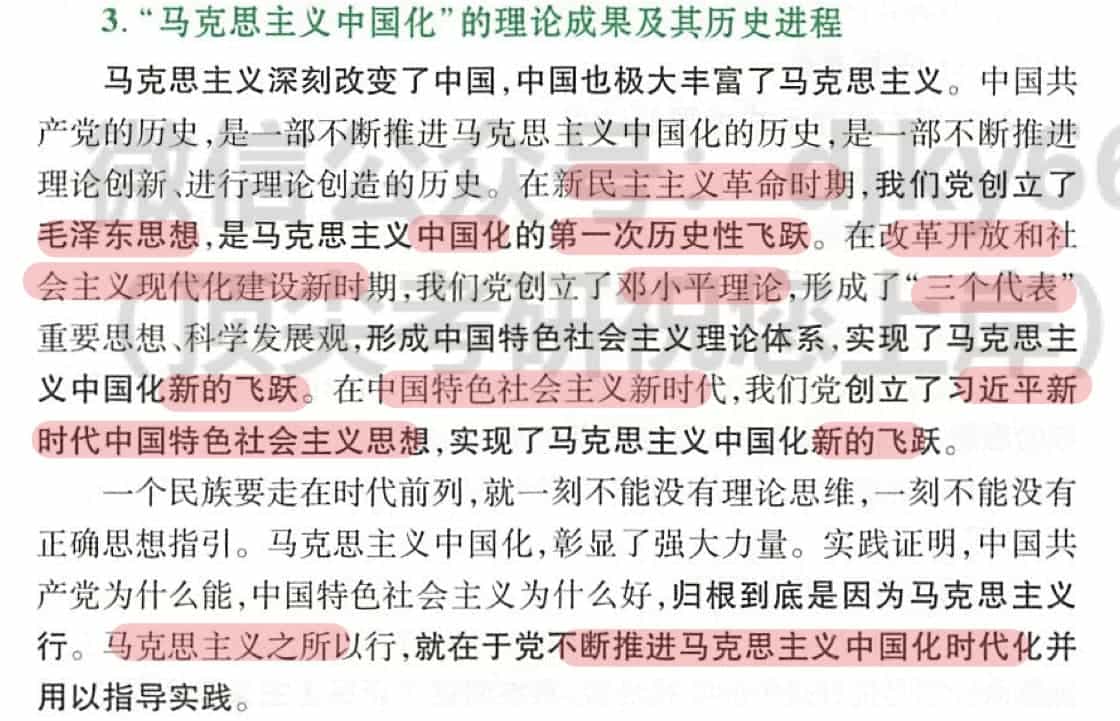 3.“马克思主义中国化”的理论成果及其历史进程
马克思主义深刻改变了中国,中国也极大丰富了马克思主义。中国共
产党的历史,是一部不断推进马克思主义中国化的历史,是一部不断推进
理论创新、进行理论创造的历史。在新民主主义革命时期,我们党创立了
毛泽东思想,是马克思主义中国化的第一次历史性飞跃。在改革开放和社
会主义现代化建设新时期,我们党创立了邓小平理论,形成了“三个代表”
重要思想、科学发展观,形成中国特色社会主义理论体系,实现了马克思主
义中国化新的飞跃。在中国特色社会主义新时代,我们党创立了习近平新
时代中国特色社会主义思想,实现了马克思主义中国化新的飞跃。
一个民族要走在时代前列,就一刻不能没有理论思维,一刻不能没有
正确思想指引。马克思主义中国化,彰显了强大力量。实践证明,中国共
产党为什么能,中国特色社会主义为什么好,归根到底是因为马克思主义
行。马克思主义之所以行,就在于党不断推进马克思主义中国化时代化并
用以指导实践。
微信公众号:djky66
(顶尖考研祝您上岸)